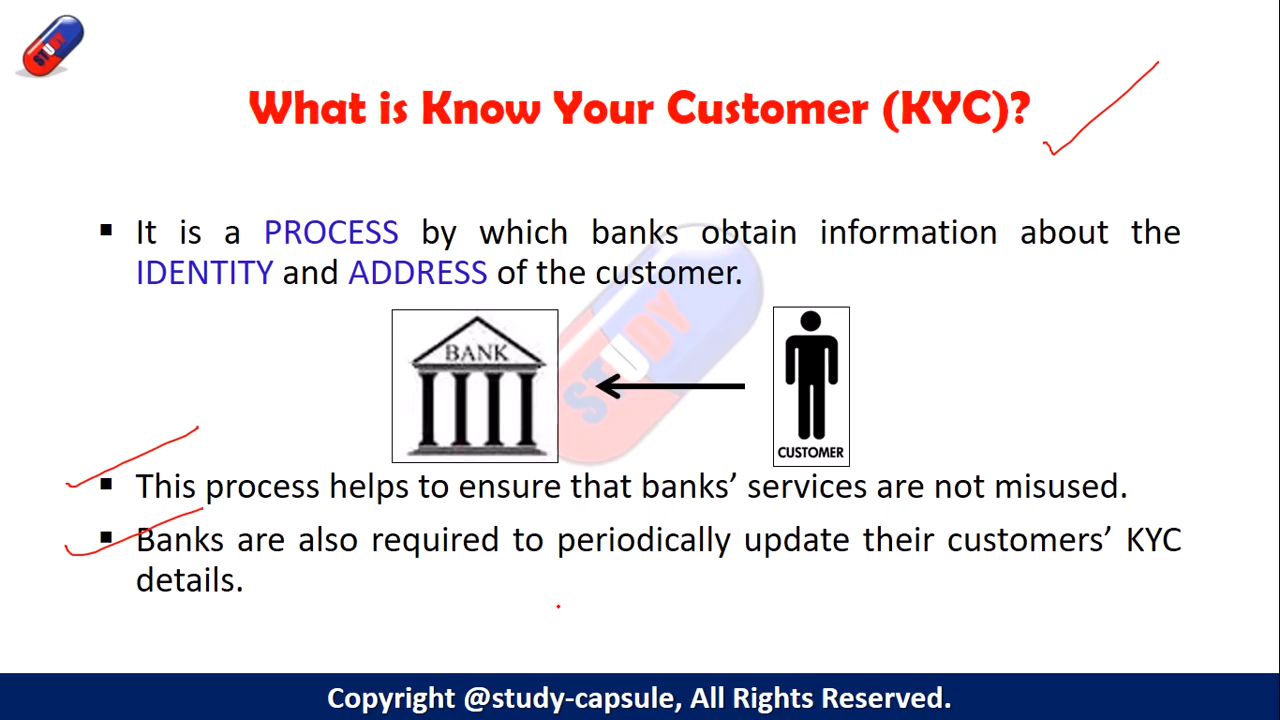 STUDY
What is Know Your Customer (KYC)?
▪ It is a PROCESS by which banks obtain information about the
IDENTITY and ADDRESS of the customer.
BANK
STUDY
CUSTOMER
▪ This process helps to ensure that banks’ services are not misused.
▪ Banks are also required to periodically update their customers’ KYC
details.
Copyright @study-capsule, All Rights Reserved.